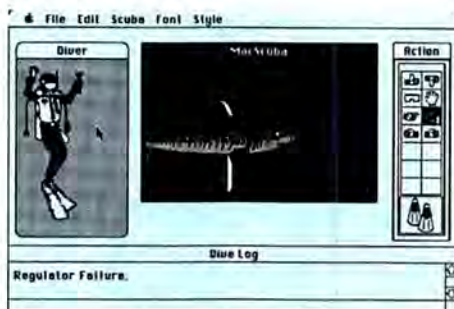 File Edit Scuba Font Style
Diver
MacScuba
Action
Dive Log
Regulator Failure.